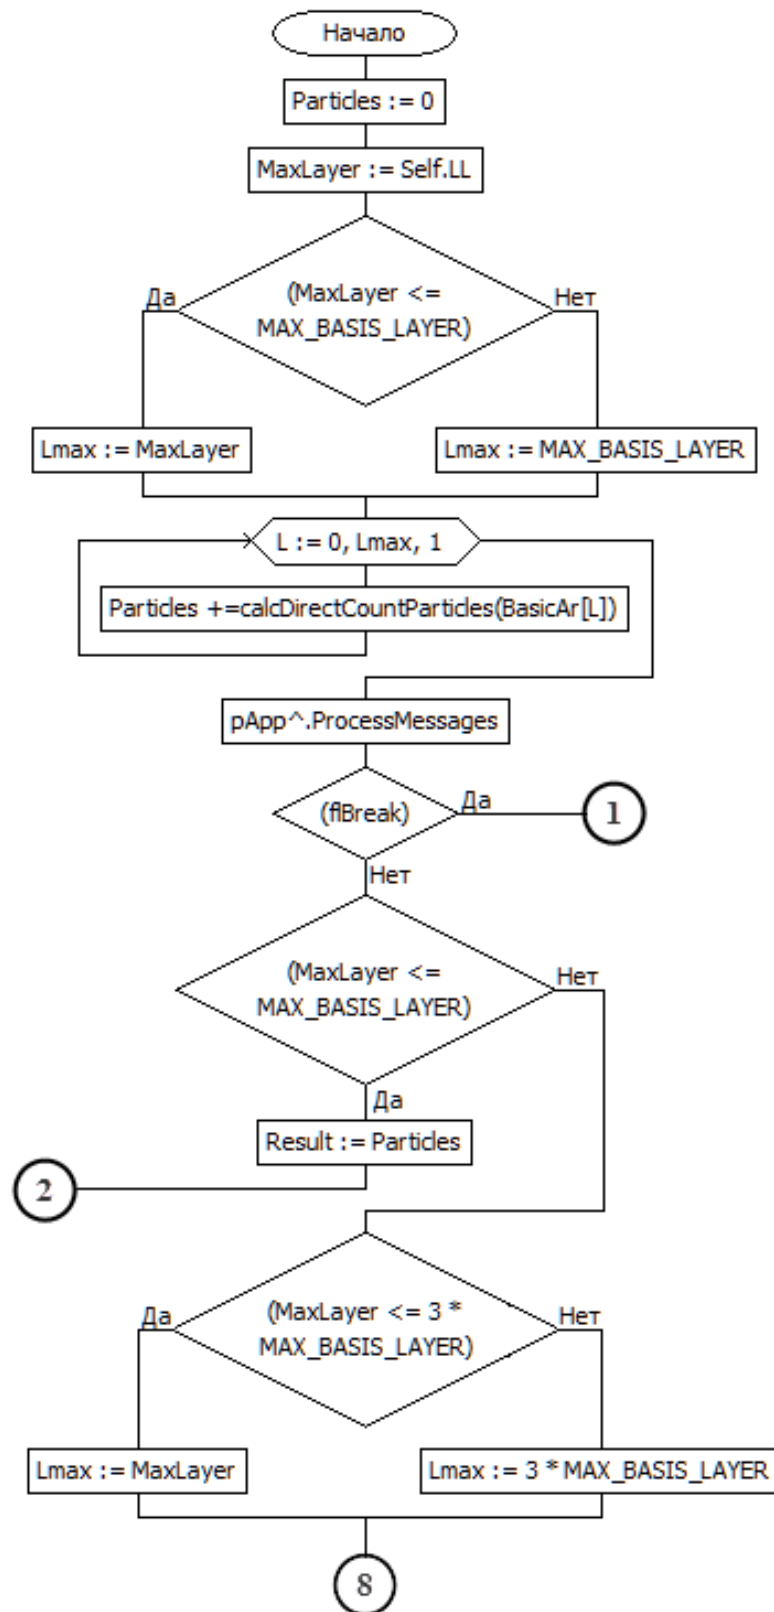 Начало
Particles := 0
MaxLayer := Self.LL
(MaxLayer <=
MAX_BASIS_LAYER)
Да
Нет
Lmax := MaxLayer
Lmax := MAX_BASIS_LAYER
L := 0, Lmax, 1
Particles +=calcDirectCountParticles(BasicAr[L])
pApp^.ProcessMessages
(flBreak)
Да
1
Нет
(MaxLayer <=
MAX_BASIS_LAYER)
Нет
Да
Result := Particles
2
(MaxLayer <= 3 *
MAX_BASIS_LAYER)
Да
Нет
Lmax := MaxLayer
Lmax := 3 * MAX_BASIS_LAYER
8